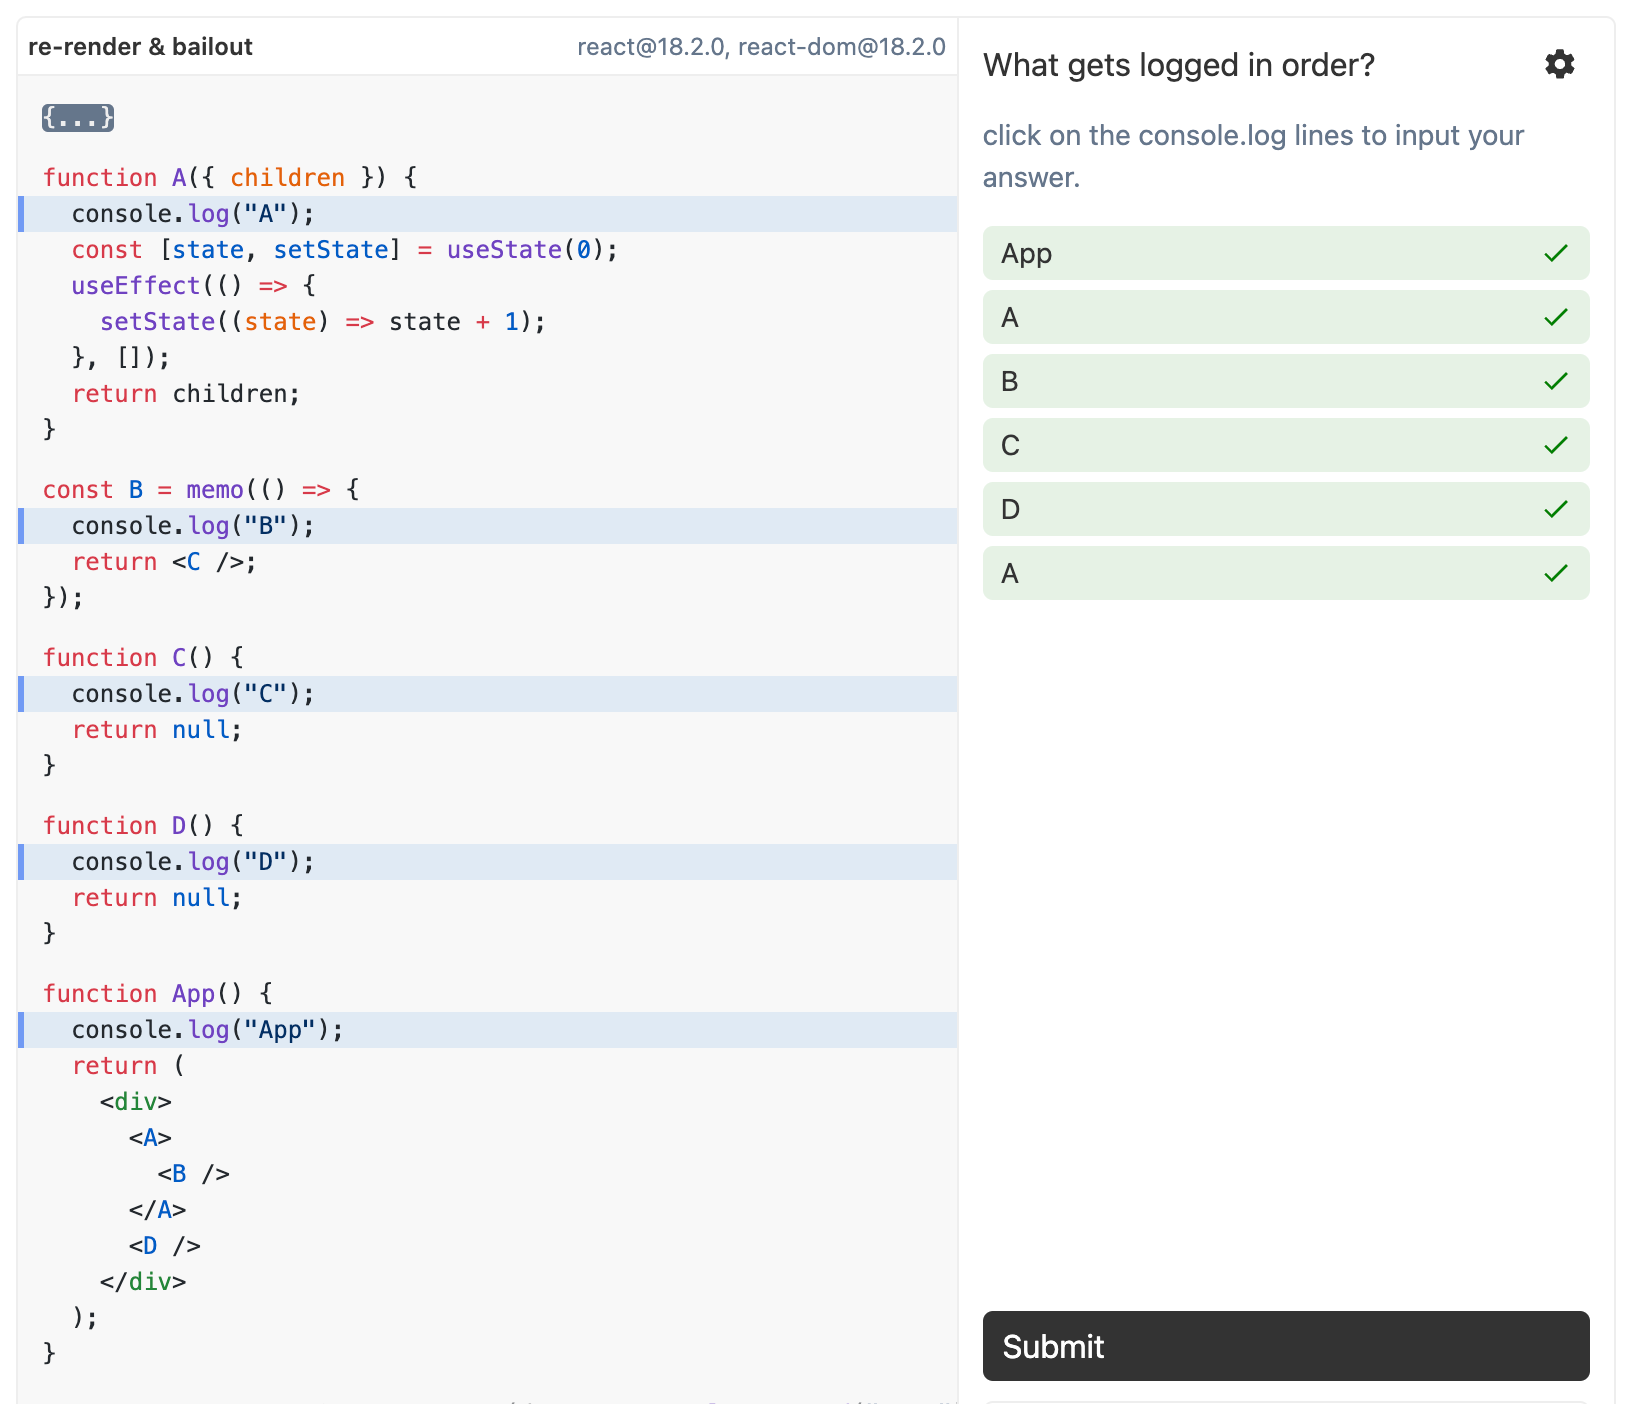 re-render & bailout
react@18.2.0, react-dom@18.2.0
{...}
function A({ children }) {
  console.log("A");
  const [state, setState] = useState(0);
  useEffect(() => {
    setState((state) => state + 1);
  }, []);
  return children;
}
const B = memo(() => {
  console.log("B");
  return <C />;
});
function C() {
  console.log("C");
  return null;
}
function D() {
  console.log("D");
  return null;
}
function App() {
  console.log("App");
  return (
    <div>
      <A>
        <B />
      </A>
      <D />
    </div>
  );
}
What gets logged in order?
click on the console.log lines to input your
answer.
App
A
B
C
D
A
Submit